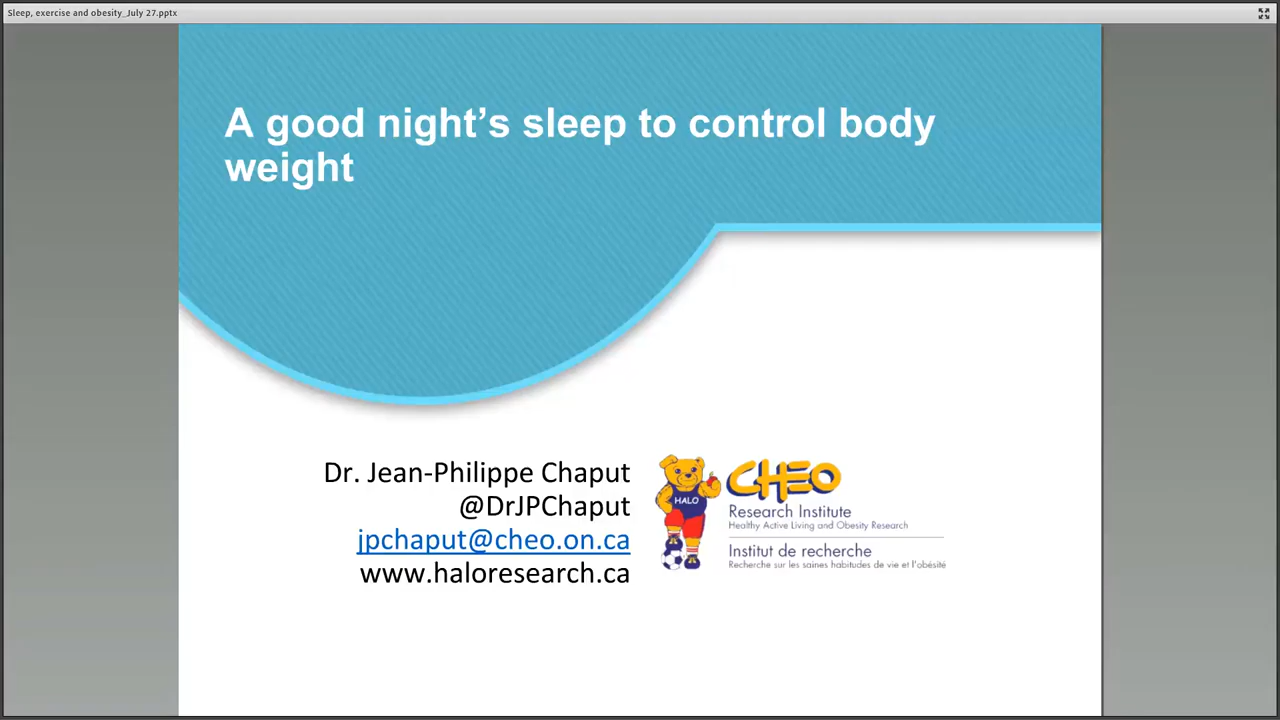 Sleep, exercise and obesity_July 27.pptx
A good night’s sleep to control body
weight
Dr. Jean-Philippe Chaput
@DrJPChaput
jpchaput@cheo.on.ca
www.haloresearch.ca
HALO
CHEO
Research Institute
Healthy Active Living and Obesity Research
Institut de recherche
Recherche sur les saines habitudes de vie et l’obésité